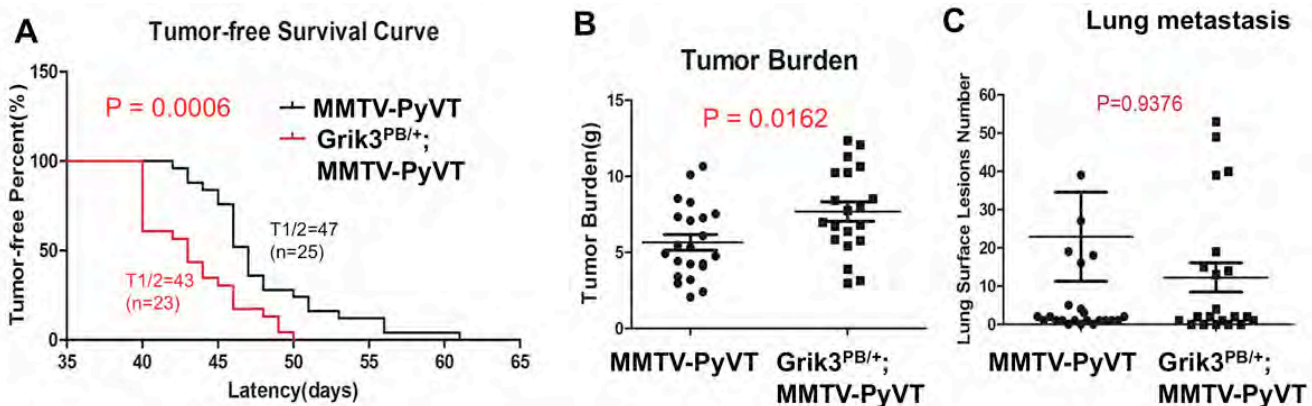 A
Tumor-free Survival Curve
Tumor-free Percent(%)
150
100
50
0
P = 0.0006
MMTV-PyVT
Grik3PB/+;
MMTV-PyVT
T1/2=47
(n=25)
T1/2=43
(n=23)
35 40 45 50 55 60 65
Latency(days)
B
Tumor Burden
Tumor Burden(g)
15
10
5
0
P = 0.0162
MMTV-PyVT
Grik3PB/+;
MMTV-PyVT
C
Lung metastasis
Lung Surface Lesions Number
60
50
40
30
20
10
0
P=0.9376
MMTV-PyVT
Grik3PB/+;
MMTV-PyVT